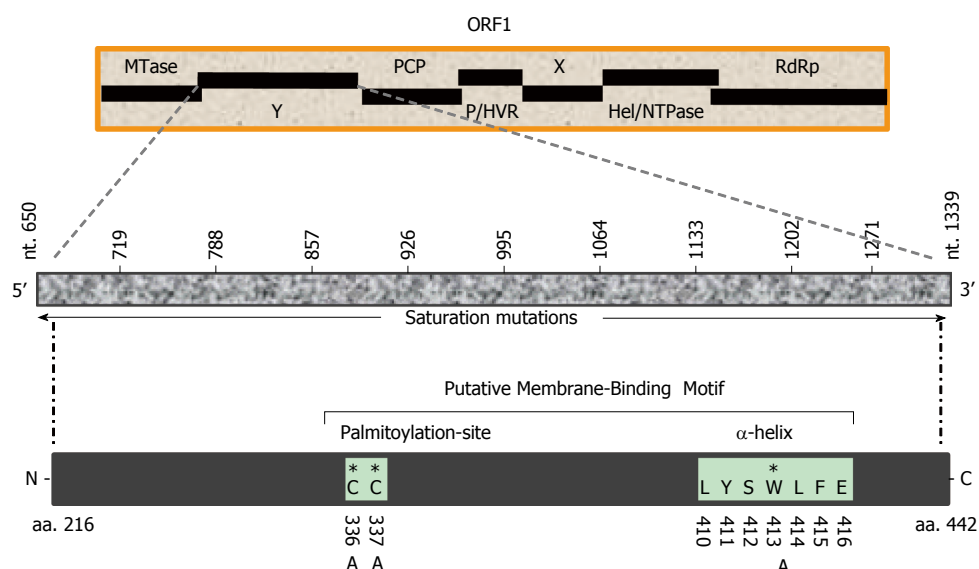 ORF1
MTase PCP X RdRp
Y P/HVR Hel/NTPase
nt. 650 719 788 857 926 995 1064 1133 1202 1271 nt. 1339
5′ 3′
Saturation mutations
Putative Membrane-Binding Motif
Palmitoylation-site α-helix
* * *
N - C C L Y S W L F E - C
aa. 216 336 337 410 411 412 413 414 415 416 aa. 442
A A A